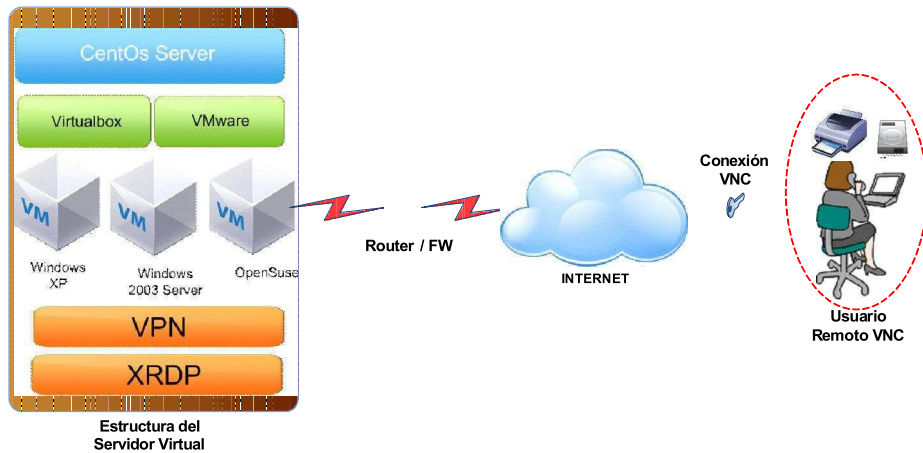 CentOs Server
Virtualbox
VMware
VM
VM
VM
Windows
XP
Windows
2003 Server
OpenSuse
VPN
XRDP
Estructura del
Servidor Virtual
Router / FW
INTERNET
Conexión
VNC
Usuario
Remoto VNC